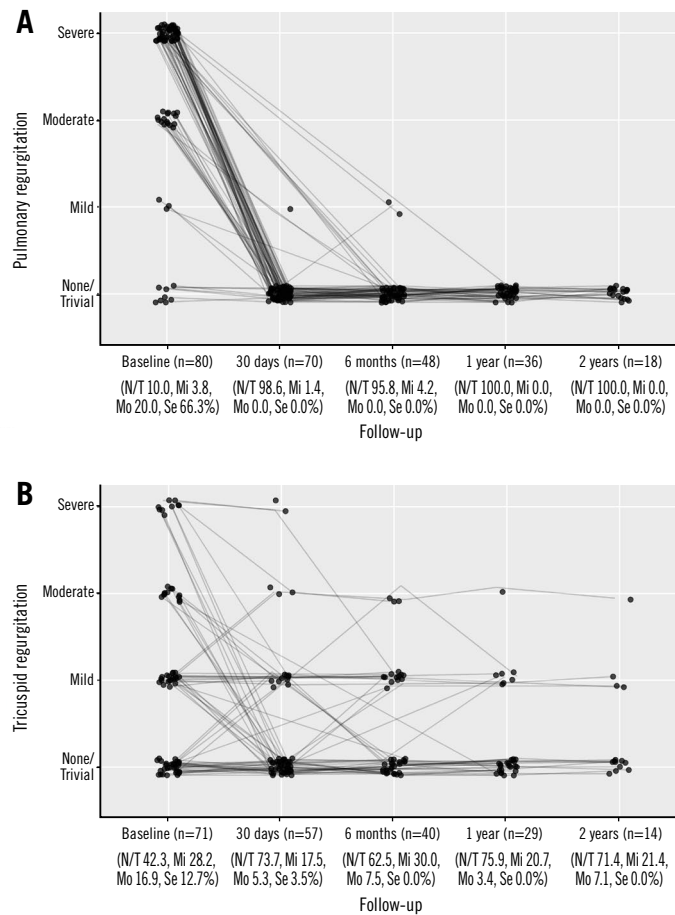 A
Pulmonary regurgitation
Severe
Moderate
Mild
None/
Trivial
Baseline (n=80) 30 days (n=70) 6 months (n=48) 1 year (n=36) 2 years (n=18)
(N/T 10.0, Mi 3.8, (N/T 98.6, Mi 1.4, (N/T 95.8, Mi 4.2, (N/T 100.0, Mi 0.0, (N/T 100.0, Mi 0.0,
Mo 20.0, Se 66.3%) Mo 0.0, Se 0.0%) Mo 0.0, Se 0.0%) Mo 0.0, Se 0.0%) Mo 0.0, Se 0.0%)
Follow-up
B
Tricuspid regurgitation
Severe
Moderate
Mild
None/
Trivial
Baseline (n=71) 30 days (n=57) 6 months (n=40) 1 year (n=29) 2 years (n=14)
(N/T 42.3, Mi 28.2, (N/T 73.7, Mi 17.5, (N/T 62.5, Mi 30.0, (N/T 75.9, Mi 20.7, (N/T 71.4, Mi 21.4,
Mo 16.9, Se 12.7%) Mo 5.3, Se 3.5%) Mo 7.5, Se 0.0%) Mo 3.4, Se 0.0%) Mo 7.1, Se 0.0%)
Follow-up